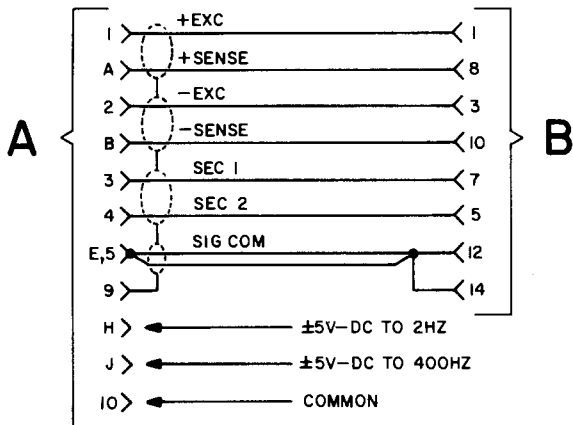 1 +EXC 1
A +SENSE 8
2 −EXC 3
A B −SENSE 10 B
3 SEC 1 7
4 SEC 2 5
E,5 SIG COM 12
9 14
H ±5V−DC TO 2HZ
J ±5V−DC TO 400HZ
10 COMMON